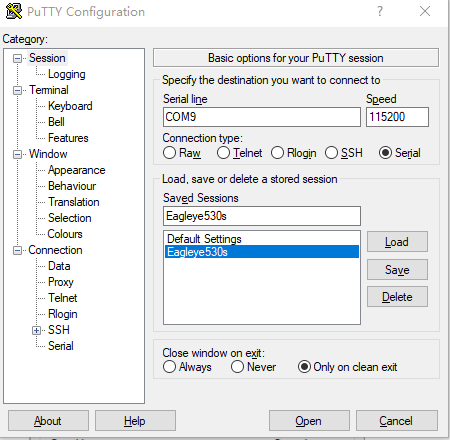 PuTTY Configuration
Category:
Session
Logging
Terminal
Keyboard
Bell
Features
Window
Appearance
Behaviour
Translation
Selection
Colours
Connection
Data
Proxy
Telnet
Rlogin
SSH
Serial
Basic options for your PuTTY session
Specify the destination you want to connect to
Serial line Speed
COM9 115200
Connection type:
Raw Telnet Rlogin SSH Serial
Load, save or delete a stored session
Saved Sessions
Eagleye530s
Default Settings
Eagleye530s
Load
Save
Delete
Close window on exit:
Always Never Only on clean exit
About Help Open Cancel